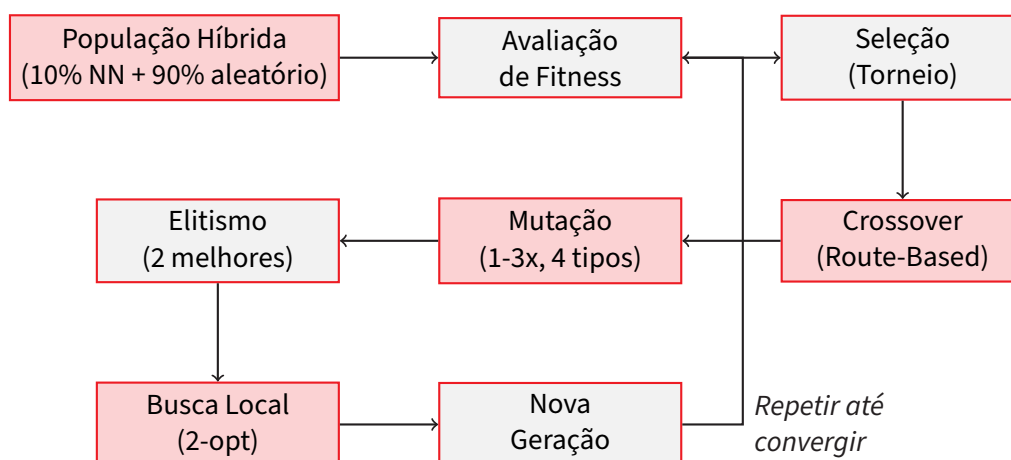 População Híbrida
(10% NN + 90% aleatório)
Avaliação
de Fitness
Seleção
(Torneio)
Elitismo
(2 melhores)
Mutação
(1-3x, 4 tipos)
Crossover
(Route-Based)
Busca Local
(2-opt)
Nova
Geração
Repetir até
convergir